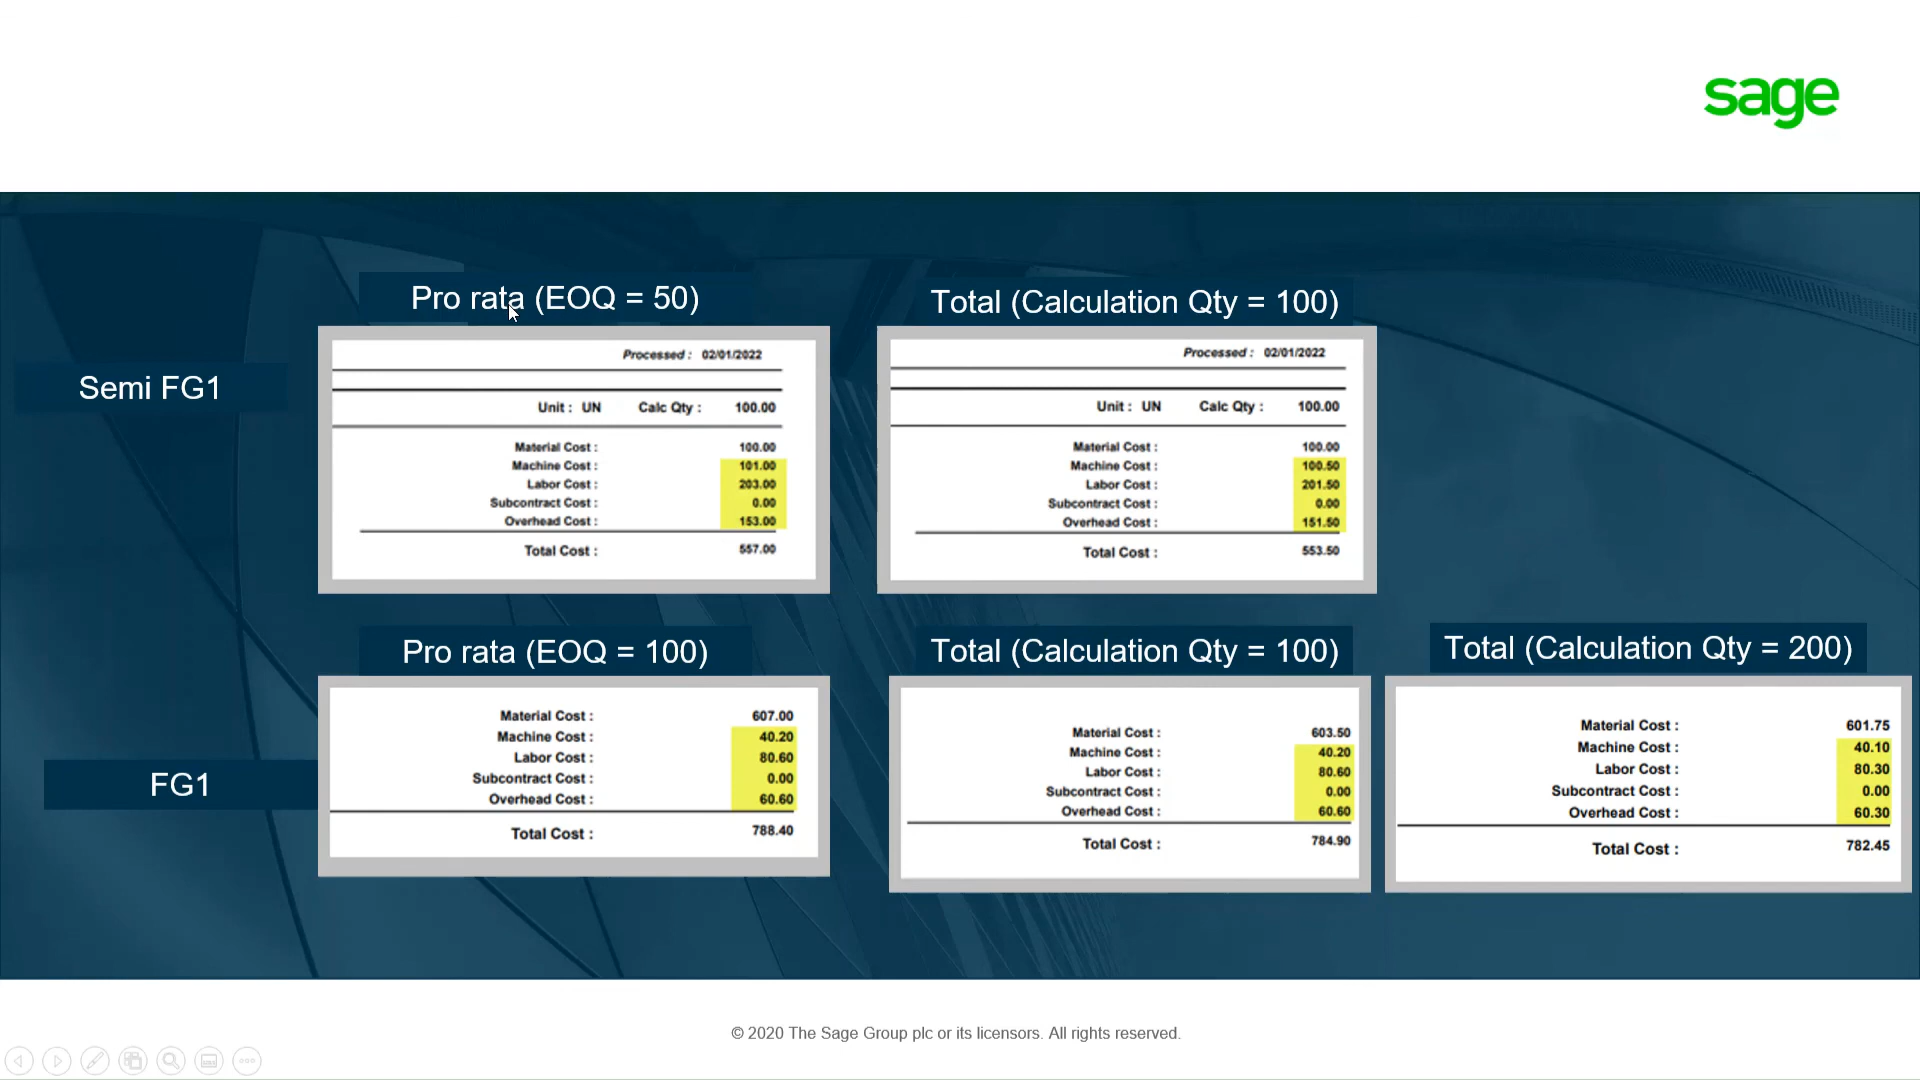 sage
Pro rata (EOQ = 50)
Total (Calculation Qty = 100)
Semi FG1
Processed : 02/01/2022
Unit : UN Calc Qty : 100.00
Material Cost : 100.00
Machine Cost : 101.00
Labor Cost : 203.00
Subcontract Cost : 0.00
Overhead Cost : 153.00
Total Cost : 557.00
Processed : 02/01/2022
Unit : UN Calc Qty : 100.00
Material Cost : 100.00
Machine Cost : 100.50
Labor Cost : 201.50
Subcontract Cost : 0.00
Overhead Cost : 151.50
Total Cost : 553.50
Pro rata (EOQ = 100)
Total (Calculation Qty = 100)
Total (Calculation Qty = 200)
FG1
Material Cost : 607.00
Machine Cost : 40.20
Labor Cost : 80.60
Subcontract Cost : 0.00
Overhead Cost : 60.60
Total Cost : 788.40
Material Cost : 603.50
Machine Cost : 40.20
Labor Cost : 80.60
Subcontract Cost : 0.00
Overhead Cost : 60.60
Total Cost : 784.90
Material Cost : 601.75
Machine Cost : 40.10
Labor Cost : 80.30
Subcontract Cost : 0.00
Overhead Cost : 60.30
Total Cost : 782.45
© 2020 The Sage Group plc or its licensors. All rights reserved.